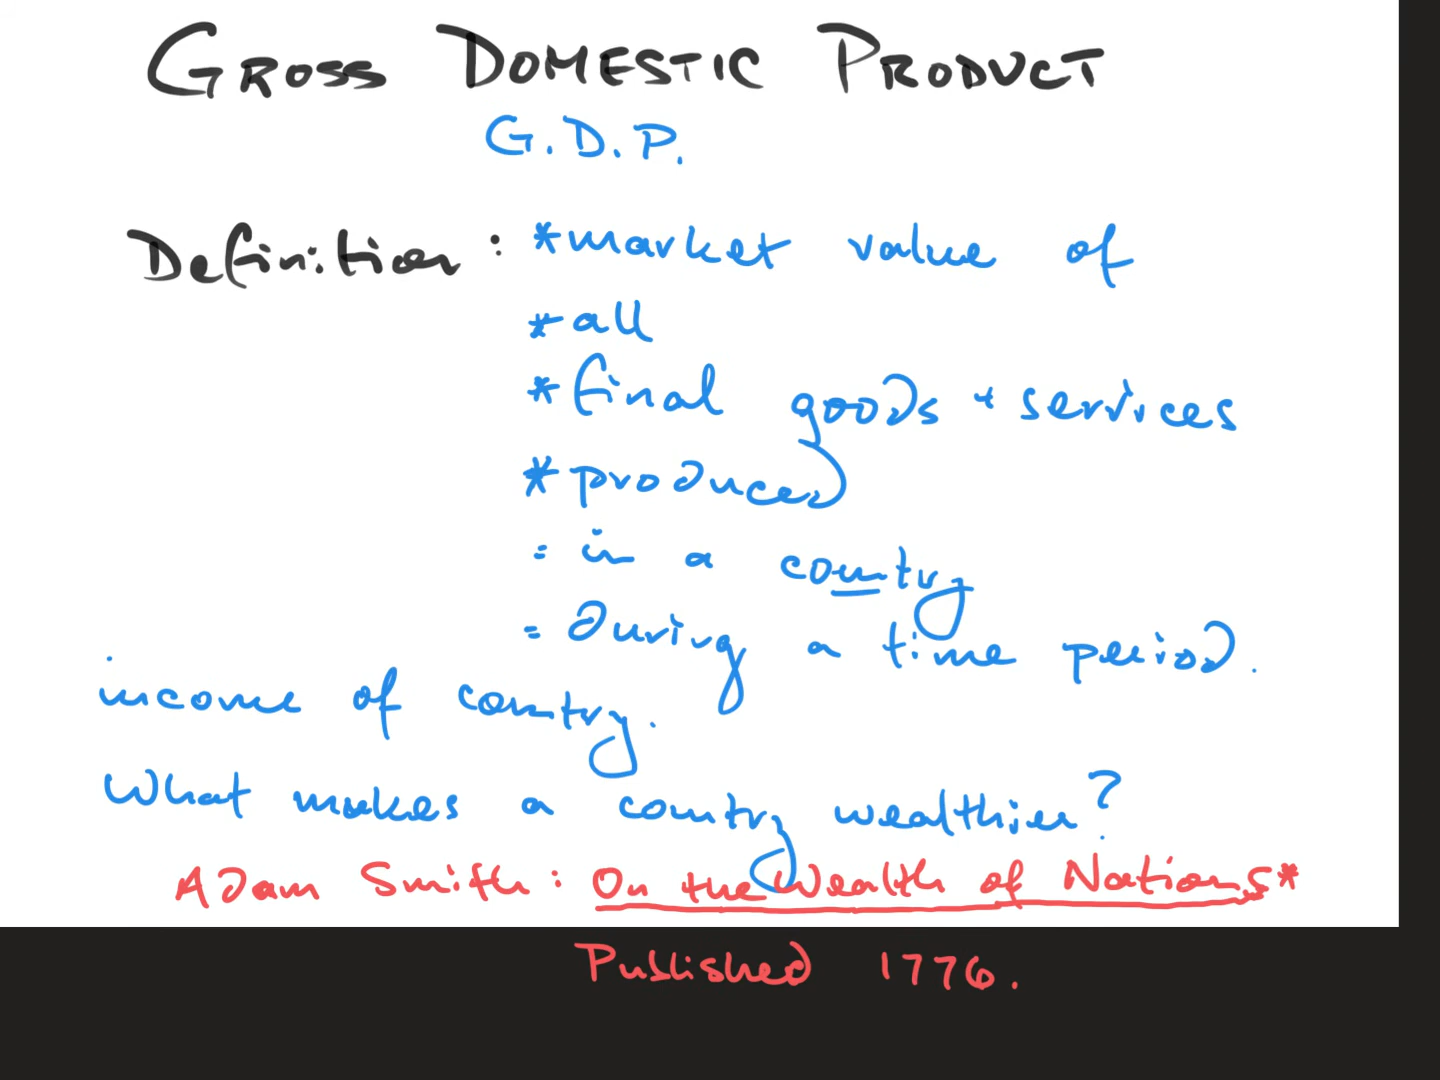 GROSS DOMESTIC PRODUCT
G.D.P.
Definition: *market value of
*all
*final goods + services
*produced
= in a country
= during a time period.
income of country.
What makes a country wealthier?
Adam Smith: On the Wealth of Nations*
Published 1776.